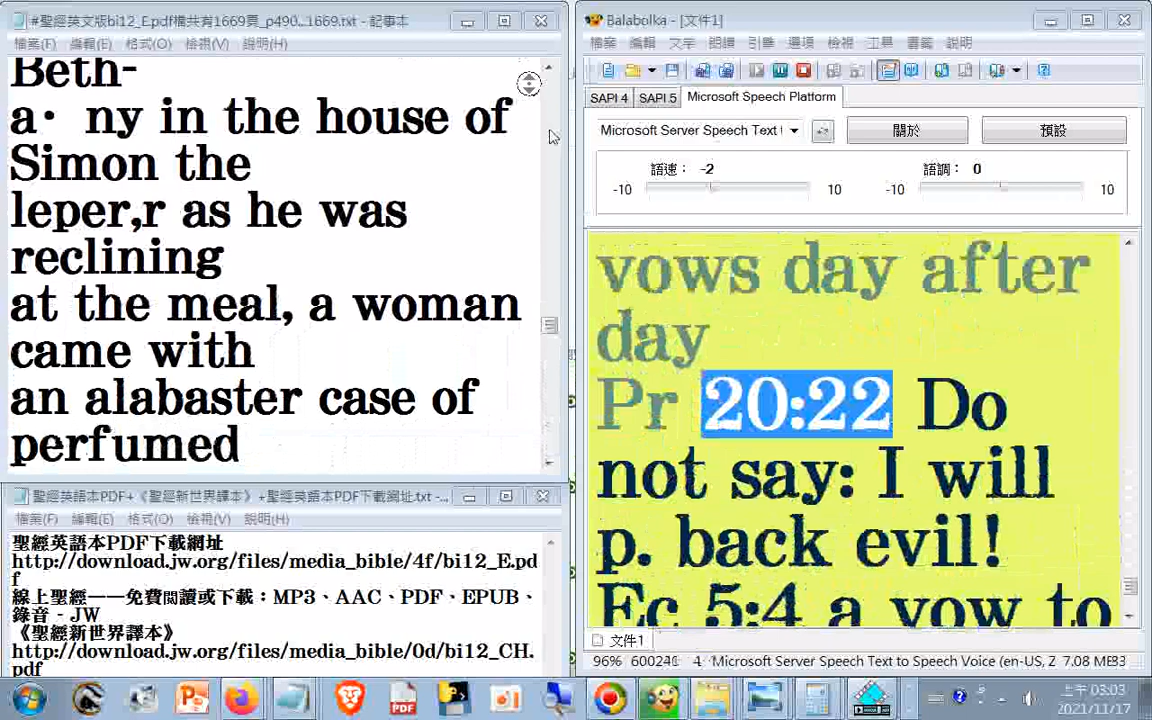 #聖經英文版bi12_E.pdf檔共有1669頁_p490...1669.txt - 記事本
檔案(F) 編輯(E) 格式(O) 檢視(V) 說明(H)
Beth-
a· ny in the house of
Simon the
leper,r as he was
reclining
at the meal, a woman
came with
an alabaster case of
perfumed
聖經英語本PDF+《聖經新世界譯本》+聖經英語本PDF下載網址.txt - ...
檔案(F) 編輯(E) 格式(O) 檢視(V) 說明(H)
聖經英語本PDF下載網址
http://download.jw.org/files/media_bible/4f/bi12_E.pd
f
線上聖經——免費閱讀或下載：MP3、AAC、PDF、EPUB、
錄音 - JW
《聖經新世界譯本》
http://download.jw.org/files/media_bible/0d/bi12_CH.
pdf
Balabolka - [文件1]
檔案 編輯 文字 朗讀 引擎 選項 檢視 工具 書籤 說明
SAPI 4 SAPI 5 Microsoft Speech Platform
Microsoft Server Speech Text 關於 預設
語速： -2 語調： 0
-10 10 -10 10
vows day after
day
Pr 20:22 Do
not say: I will
p. back evil!
Ec 5:4 a vow to
文件1
96% 4 Microsoft Server Speech Text to Speech Voice (en-US, Z 7.08 MB
上午 03:03
2021/11/17